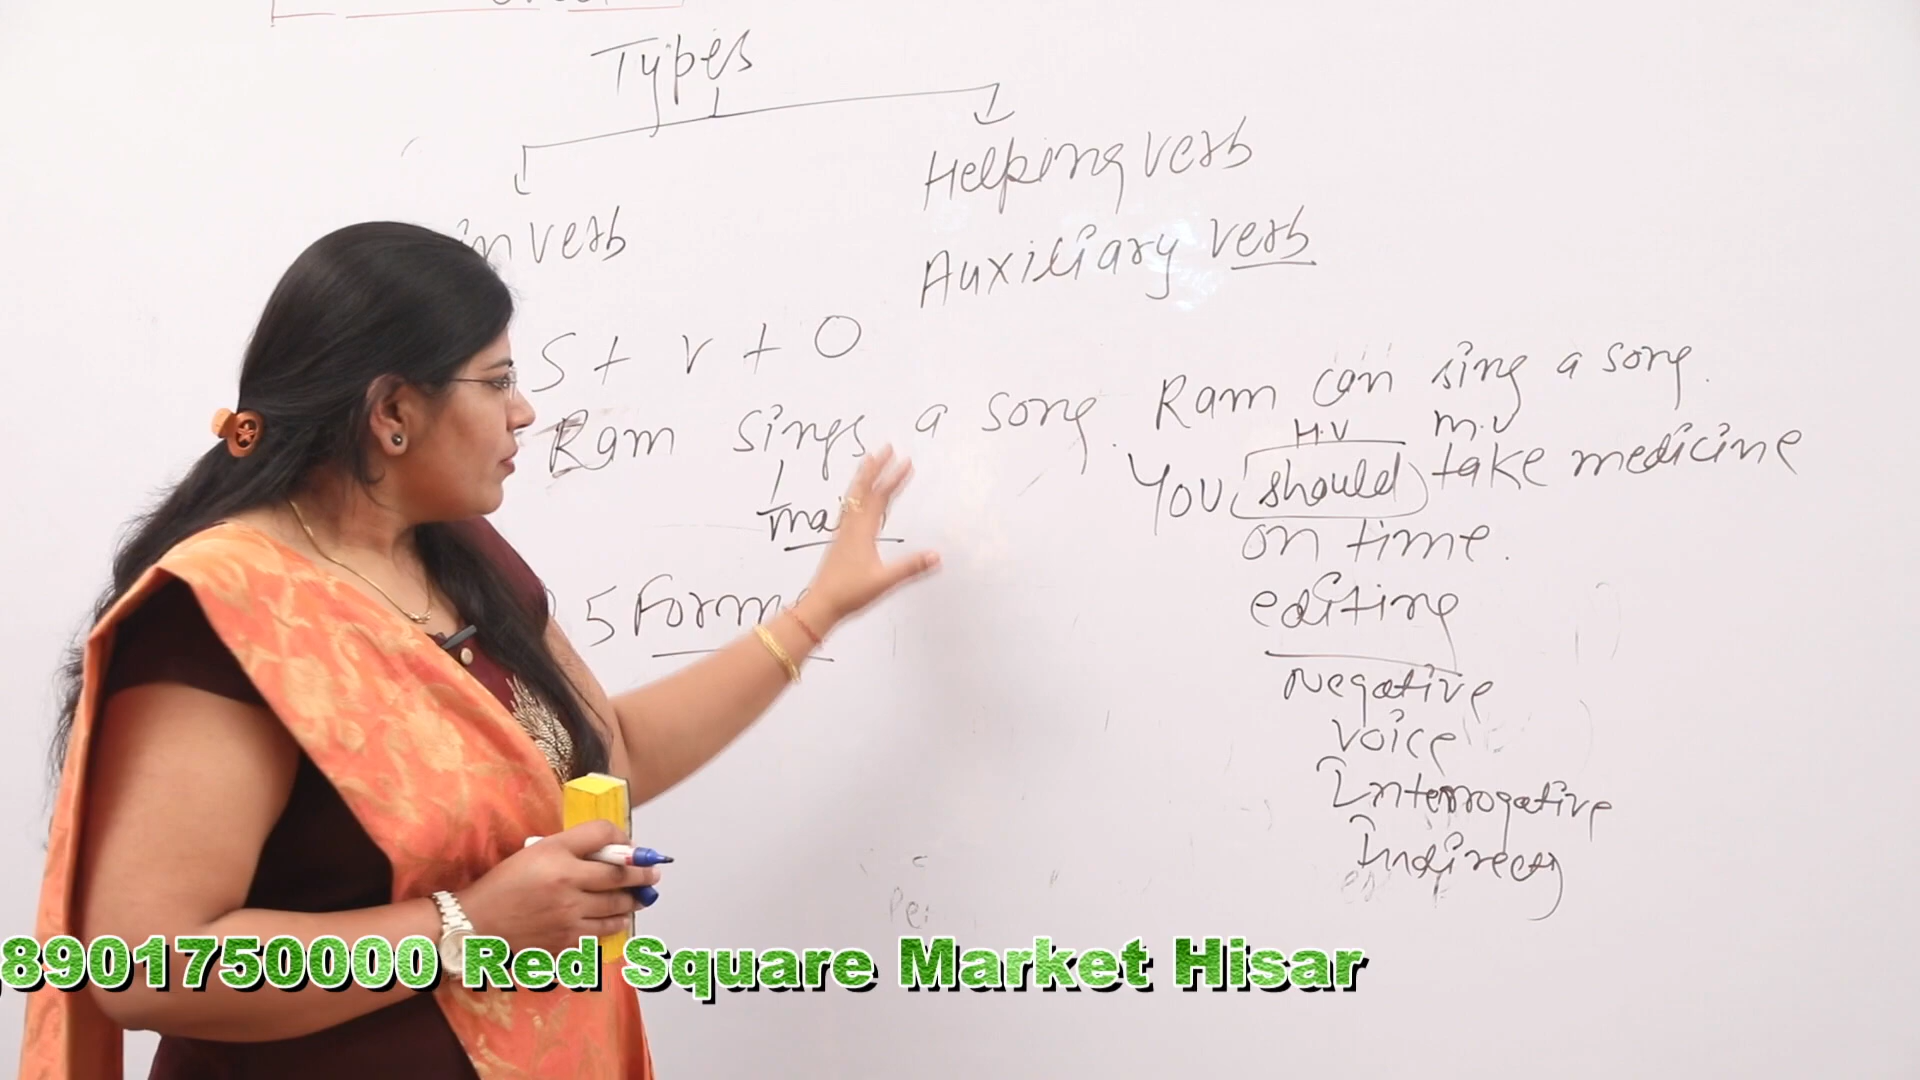 Types
Helping verb
in verb
Auxiliary verb
S + V + O
Ram sings a song.
Ram can sing a song.
H.V m.v
You should take medicine
on time.
main
5 Forms
editing
Negative
Voice
Interrogative
Indirect
8901750000 Red Square Market Hisar